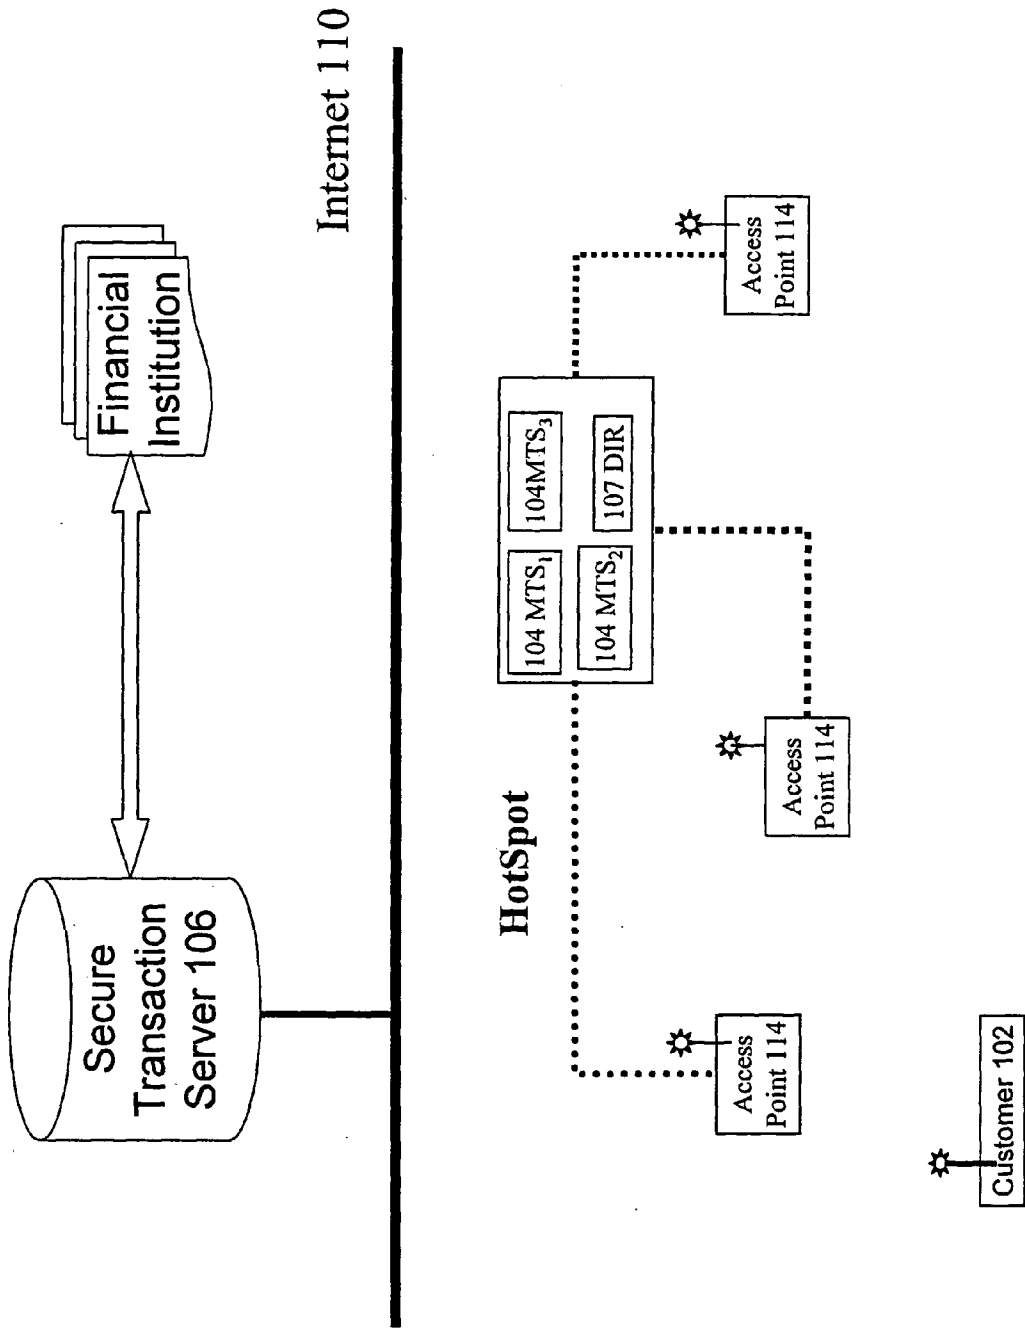 Secure
Transaction
Server 106
Financial
Institution
Internet 110
HotSpot
104 MTS₁
104MTS₃
104 MTS₂
107 DIR
Access
Point 114
Access
Point 114
Access
Point 114
Customer 102